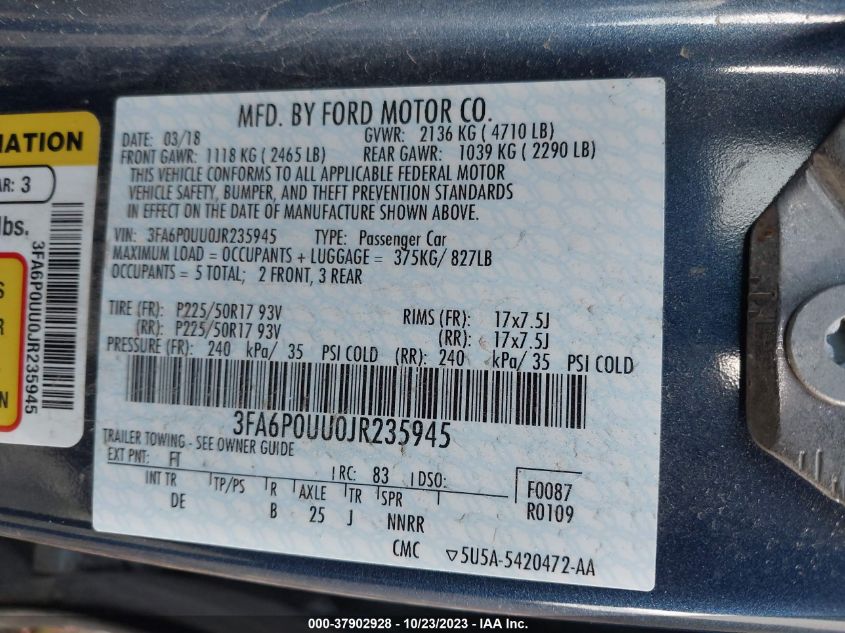 MATION
AR: 3
lbs.
S
R
E
N
3FA6P0UU0JR235945
MFD. BY FORD MOTOR CO.
DATE: 03/18 GVWR: 2136 KG ( 4710 LB)
FRONT GAWR: 1118 KG ( 2465 LB) REAR GAWR: 1039 KG ( 2290 LB)
THIS VEHICLE CONFORMS TO ALL APPLICABLE FEDERAL MOTOR
VEHICLE SAFETY, BUMPER, AND THEFT PREVENTION STANDARDS
IN EFFECT ON THE DATE OF MANUFACTURE SHOWN ABOVE.
VIN: 3FA6P0UU0JR235945 TYPE: Passenger Car
MAXIMUM LOAD = OCCUPANTS + LUGGAGE = 375KG/ 827LB
OCCUPANTS = 5 TOTAL; 2 FRONT, 3 REAR
TIRE (FR): P225/50R17 93V RIMS (FR): 17x7.5J
(RR): P225/50R17 93V (RR): 17x7.5J
PRESSURE (FR): 240 kPa/ 35 PSI COLD (RR): 240 kPa/ 35 PSI COLD
3FA6P0UU0JR235945
TRAILER TOWING - SEE OWNER GUIDE
EXT PNT: FT RC: 83 DSO: F0087
INT TR TP/PS R AXLE TR SPR R0109
DE B 25 J NNRR
CMC ▽5U5A-5420472-AA
000-37902928 - 10/23/2023 - IAA Inc.